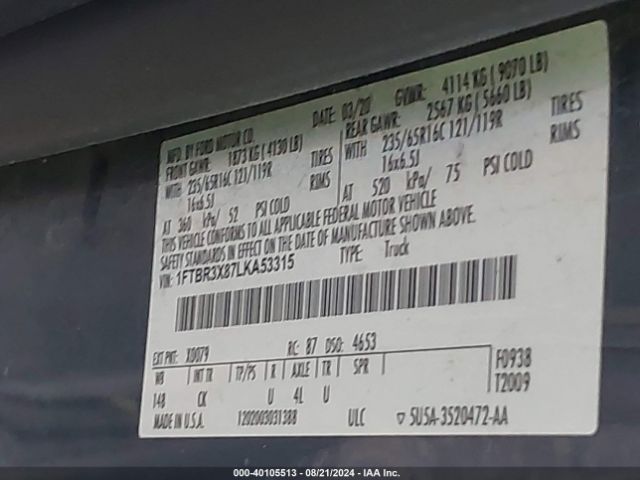 MFD. BY FORD MOTOR CO.
DATE: 03/20
GVWR: 4114 KG ( 9070 LB)
FRONT GAWR: 1873 KG ( 4130 LB)
REAR GAWR: 2567 KG ( 5660 LB)
WITH 235/65R16C 121/119R TIRES
WITH 235/65R16C 121/119R TIRES
16x6.5J RIMS
16x6.5J RIMS
AT 360 kPa/ 52 PSI COLD
AT 520 kPa/ 75 PSI COLD
THIS VEHICLE CONFORMS TO ALL APPLICABLE FEDERAL MOTOR VEHICLE
SAFETY STANDARDS IN EFFECT ON THE DATE OF MANUFACTURE SHOWN ABOVE.
VIN: 1FTBR3X87LKA53315
TYPE: Truck
EXT PNT: X0079 RC: 87 DSO: 4653
WB INT TR TP/PS R AXLE TR SPR
148 CK U 4L U
F0938
T2009
MADE IN U.S.A. 120200303138​8 ULC ▽ 5U5A-3520472-AA
000-40105513 - 08/21/2024 - IAA Inc.